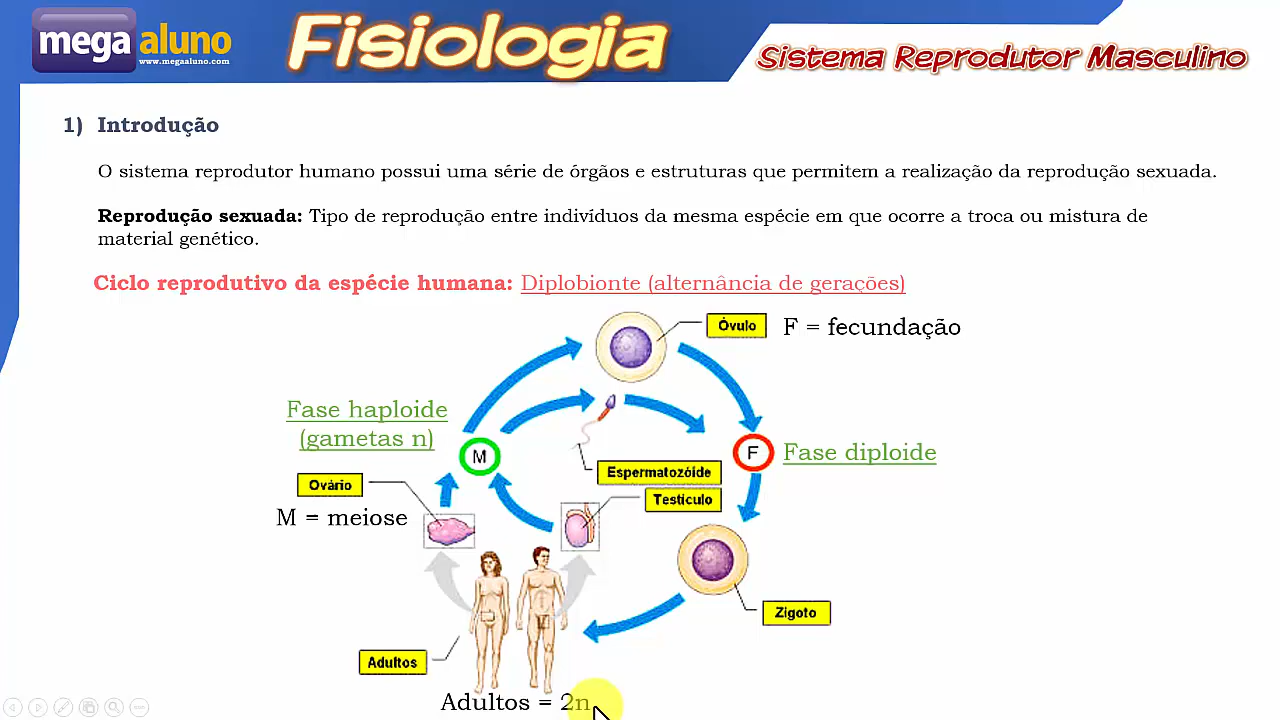 mega aluno
www.megaaluno.com
Fisiologia
Sistema Reprodutor Masculino
1) Introdução
O sistema reprodutor humano possui uma série de órgãos e estruturas que permitem a realização da reprodução sexuada.
Reprodução sexuada: Tipo de reprodução entre indivíduos da mesma espécie em que ocorre a troca ou mistura de
material genético.
Ciclo reprodutivo da espécie humana: Diplobionte (alternância de gerações)
Óvulo
F = fecundação
Fase haploide
(gametas n)
M
F
Fase diploide
Espermatozóide
Ovário
Testículo
M = meiose
Zigoto
Adultos
Adultos = 2n